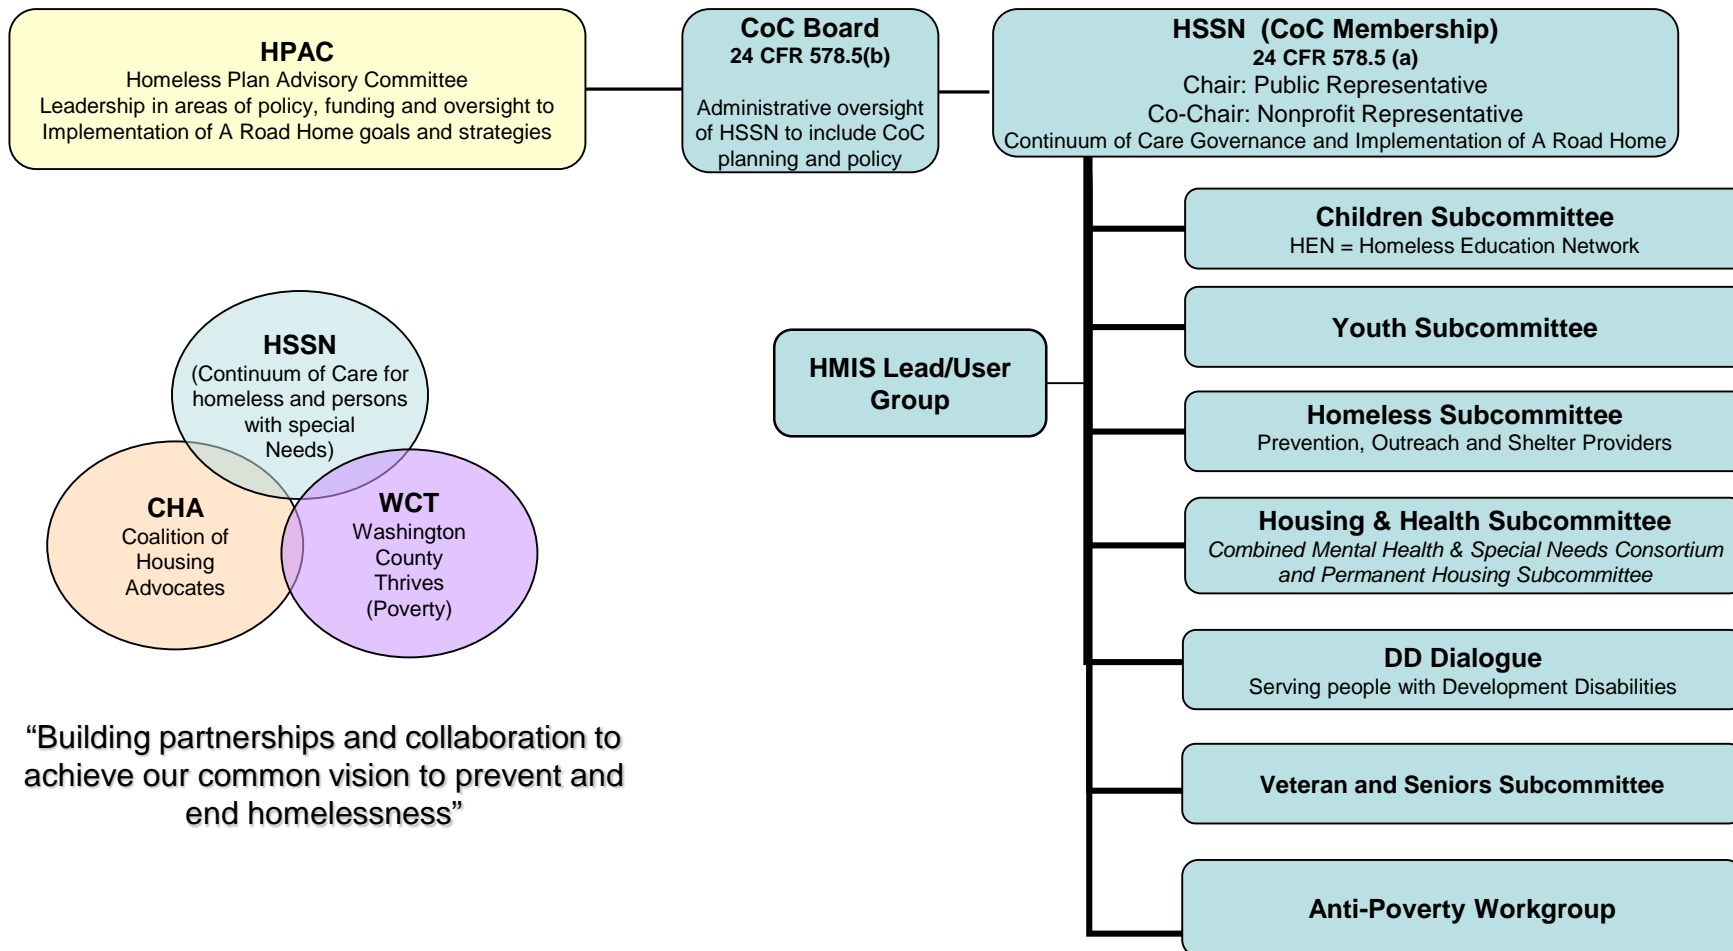 HPAC
Homeless Plan Advisory Committee
Leadership in areas of policy, funding and oversight to
Implementation of A Road Home goals and strategies
CoC Board
24 CFR 578.5(b)
Administrative oversight
of HSSN to include CoC
planning and policy
HSSN (CoC Membership)
24 CFR 578.5 (a)
Chair: Public Representative
Co-Chair: Nonprofit Representative
Continuum of Care Governance and Implementation of A Road Home
Children Subcommittee
HEN = Homeless Education Network
Youth Subcommittee
HMIS Lead/User
Group
Homeless Subcommittee
Prevention, Outreach and Shelter Providers
Housing & Health Subcommittee
Combined Mental Health & Special Needs Consortium
and Permanent Housing Subcommittee
DD Dialogue
Serving people with Development Disabilities
Veteran and Seniors Subcommittee
Anti-Poverty Workgroup
HSSN
(Continuum of Care for
homeless and persons
with special
Needs)
CHA
Coalition of
Housing
Advocates
WCT
Washington
County
Thrives
(Poverty)
“Building partnerships and collaboration to
achieve our common vision to prevent and
end homelessness”